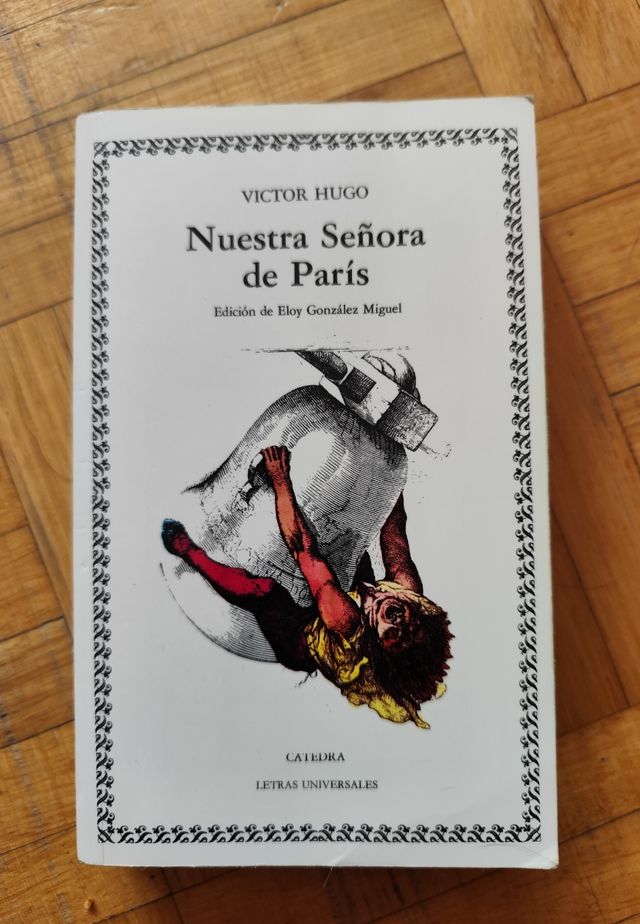 VICTOR HUGO
Nuestra Señora
de París
Edición de Eloy González Miguel
CATEDRA
LETRAS UNIVERSALES